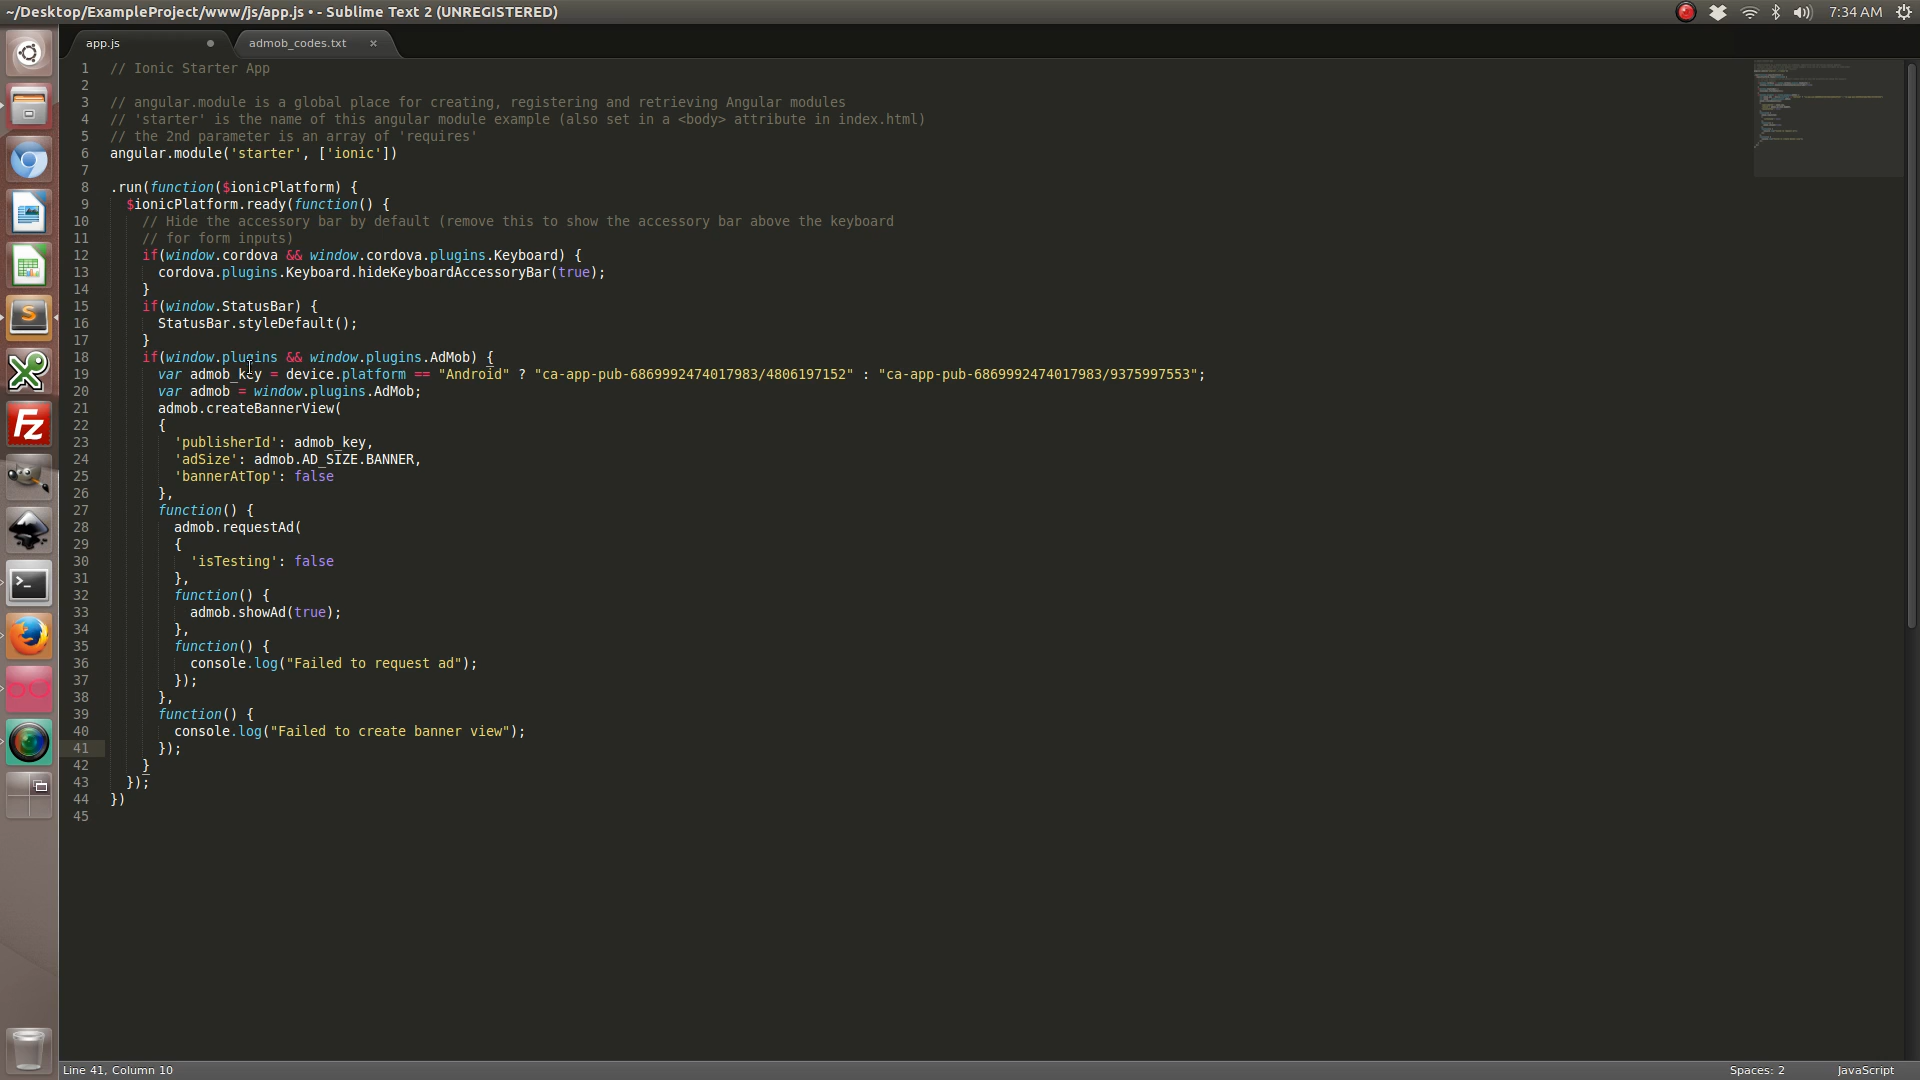 ~/Desktop/ExampleProject/www/js/app.js • - Sublime Text 2 (UNREGISTERED)
7:34 AM
app.js
admob_codes.txt
1 // Ionic Starter App
2
3 // angular.module is a global place for creating, registering and retrieving Angular modules
4 // 'starter' is the name of this angular module example (also set in a <body> attribute in index.html)
5 // the 2nd parameter is an array of 'requires'
6 angular.module('starter', ['ionic'])
7
8 .run(function($ionicPlatform) {
9 $ionicPlatform.ready(function() {
10 // Hide the accessory bar by default (remove this to show the accessory bar above the keyboard
11 // for form inputs)
12 if(window.cordova && window.cordova.plugins.Keyboard) {
13 cordova.plugins.Keyboard.hideKeyboardAccessoryBar(true);
14 }
15 if(window.StatusBar) {
16 StatusBar.styleDefault();
17 }
18 if(window.plugins && window.plugins.AdMob) {
19 var admob_key = device.platform == "Android" ? "ca-app-pub-6869992474017983/4806197152" : "ca-app-pub-6869992474017983/9375997553";
20 var admob = window.plugins.AdMob;
21 admob.createBannerView(
22 {
23 'publisherId': admob_key,
24 'adSize': admob.AD_SIZE.BANNER,
25 'bannerAtTop': false
26 },
27 function() {
28 admob.requestAd(
29 {
30 'isTesting': false
31 },
32 function() {
33 admob.showAd(true);
34 },
35 function() {
36 console.log("Failed to request ad");
37 });
38 },
39 function() {
40 console.log("Failed to create banner view");
41 });
42 }
43 });
44 })
45
Line 41, Column 10
Spaces: 2
JavaScript